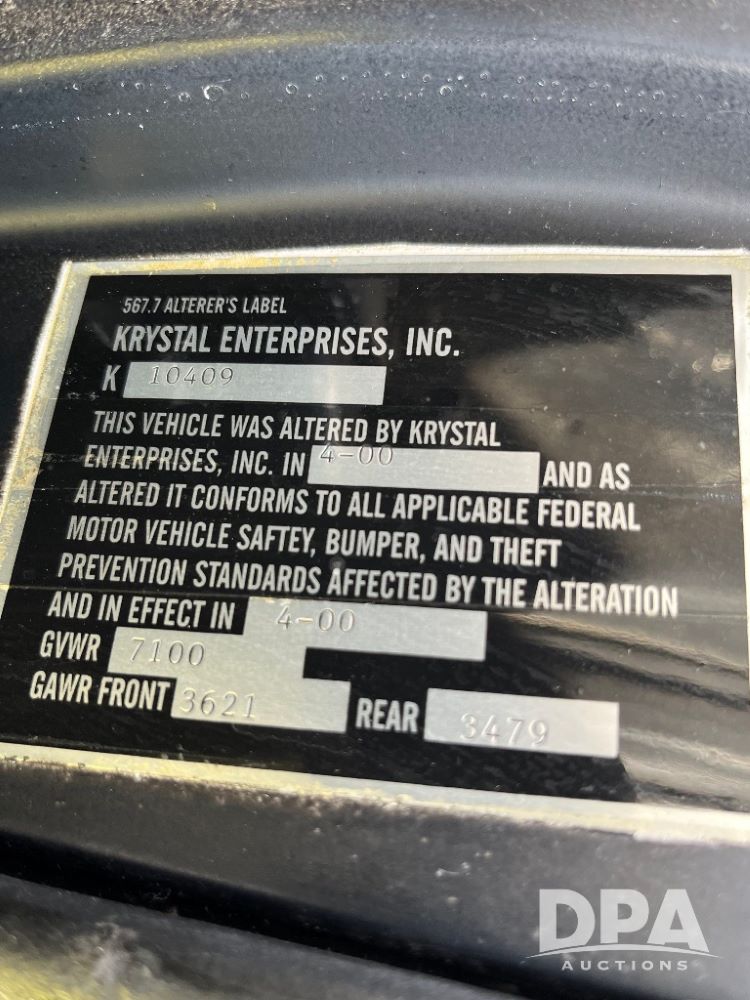 567.7 ALTERER'S LABEL
KRYSTAL ENTERPRISES, INC.
K 10409
THIS VEHICLE WAS ALTERED BY KRYSTAL
ENTERPRISES, INC. IN 4-00 AND AS
ALTERED IT CONFORMS TO ALL APPLICABLE FEDERAL
MOTOR VEHICLE SAFTEY, BUMPER, AND THEFT
PREVENTION STANDARDS AFFECTED BY THE ALTERATION
AND IN EFFECT IN 4-00
GVWR 7100
GAWR FRONT 3621 REAR 3479
DPA
AUCTIONS